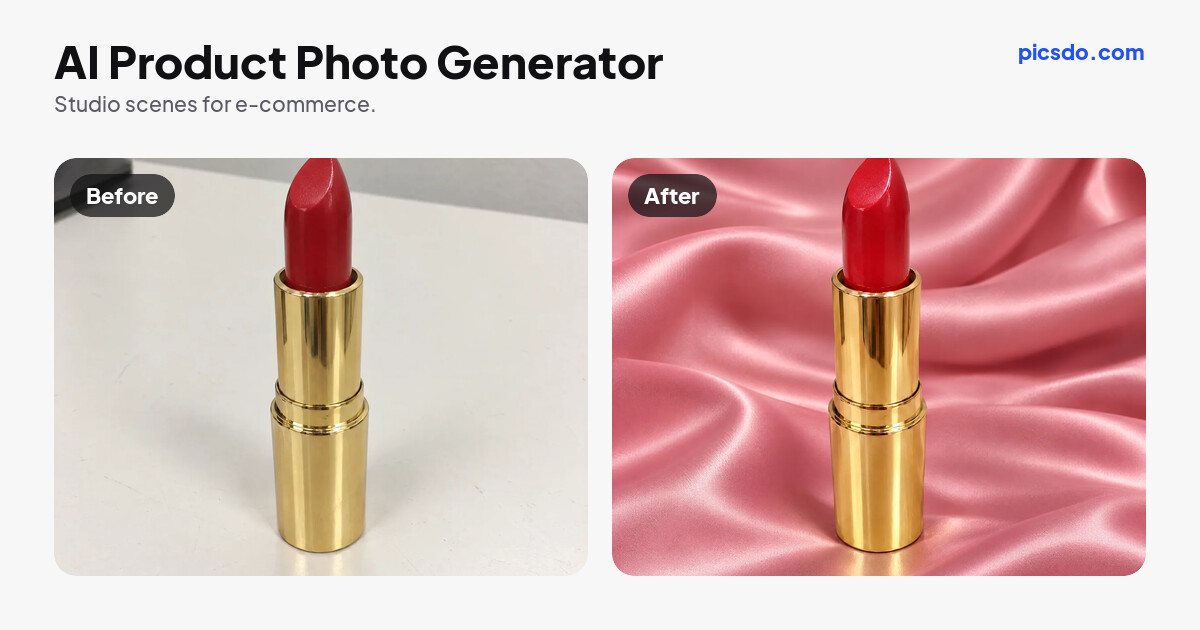 AI Product Photo Generator
picsdo.com
Studio scenes for e-commerce.
Before
After